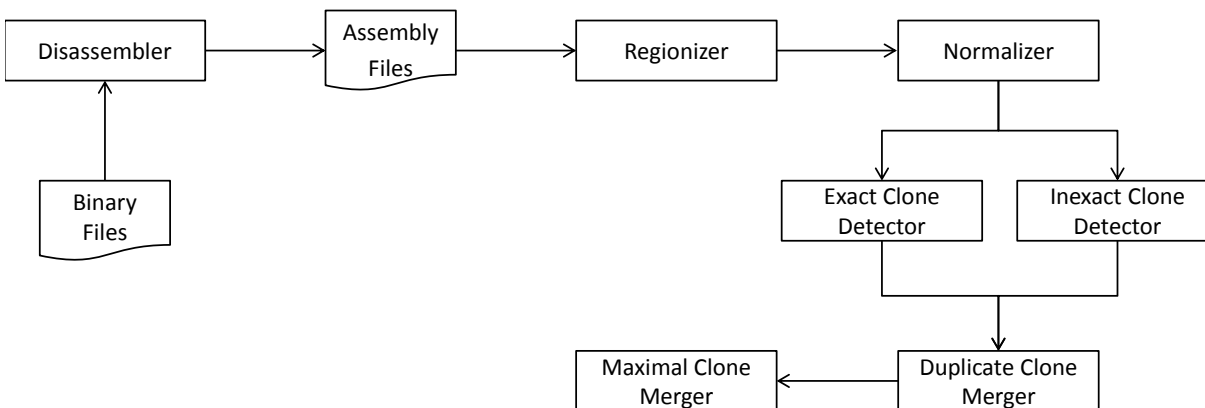 Disassembler
Assembly
Files
Regionizer
Normalizer
Binary
Files
Exact Clone
Detector
Inexact Clone
Detector
Maximal Clone
Merger
Duplicate Clone
Merger